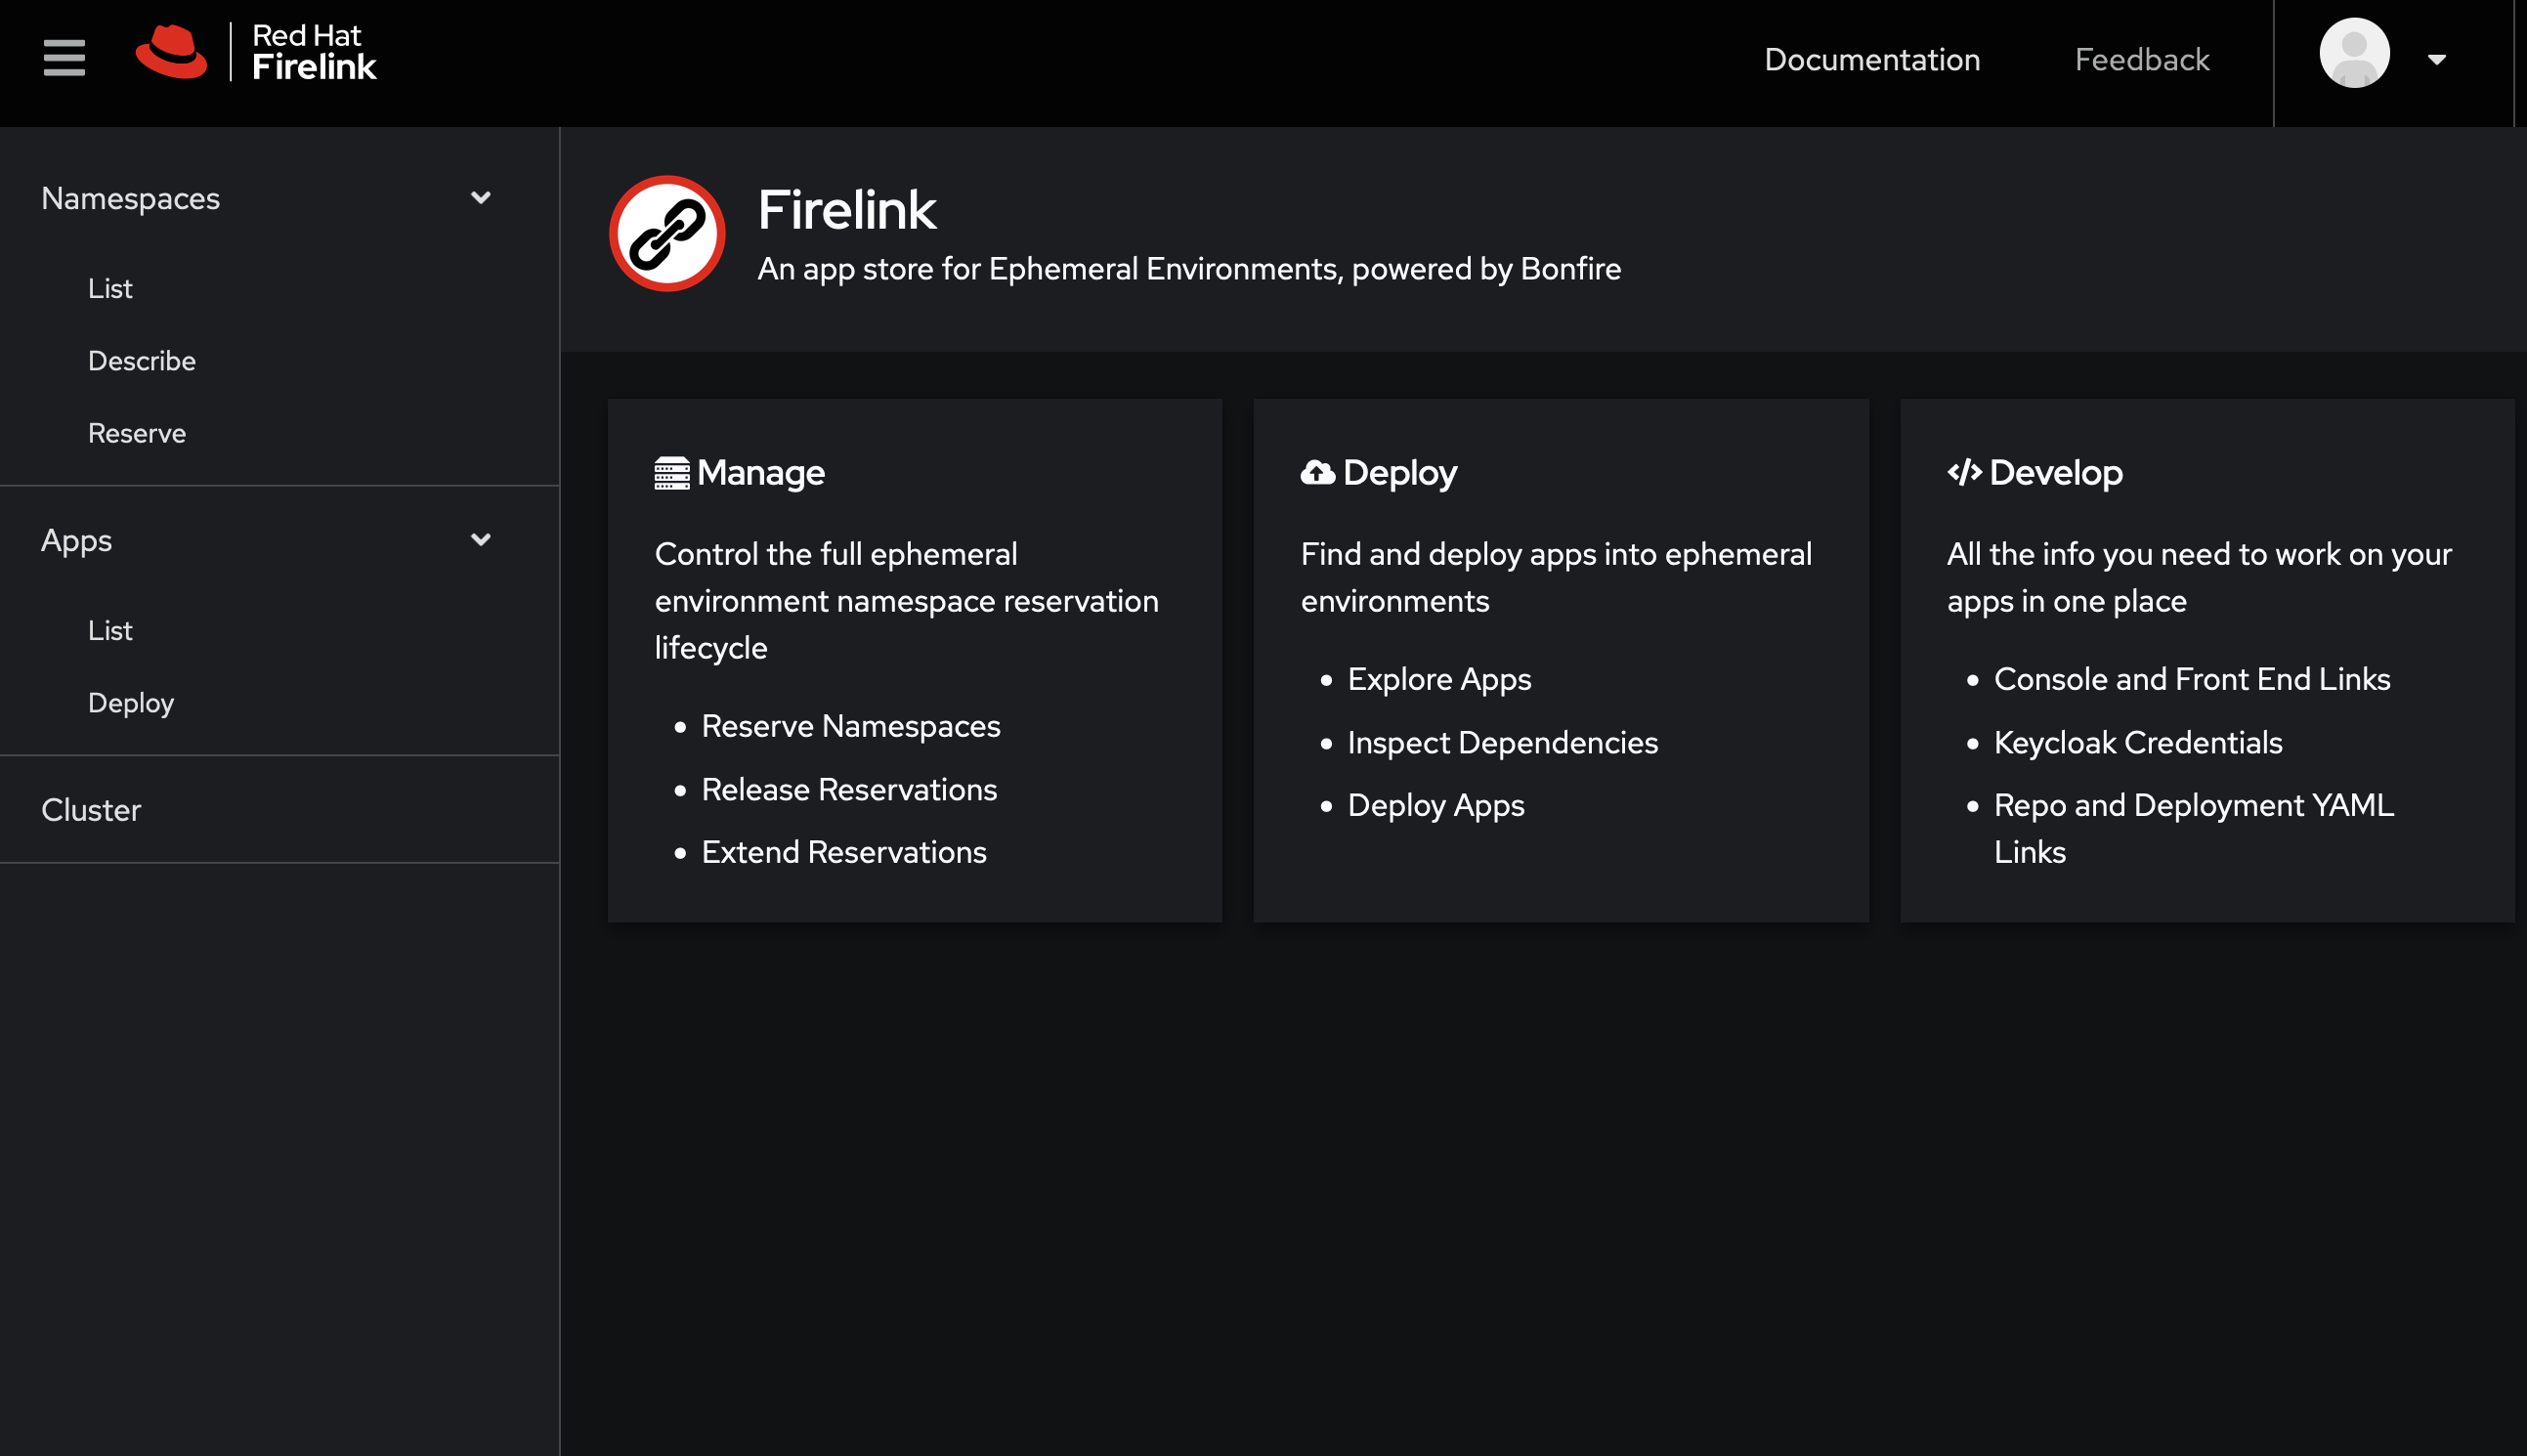 Red Hat
Firelink
Documentation
Feedback
Namespaces
List
Describe
Reserve
Apps
List
Deploy
Cluster
Firelink
An app store for Ephemeral Environments, powered by Bonfire
Manage
Control the full ephemeral
environment namespace reservation
lifecycle
• Reserve Namespaces
• Release Reservations
• Extend Reservations
Deploy
Find and deploy apps into ephemeral
environments
• Explore Apps
• Inspect Dependencies
• Deploy Apps
Develop
All the info you need to work on your
apps in one place
• Console and Front End Links
• Keycloak Credentials
• Repo and Deployment YAML
Links